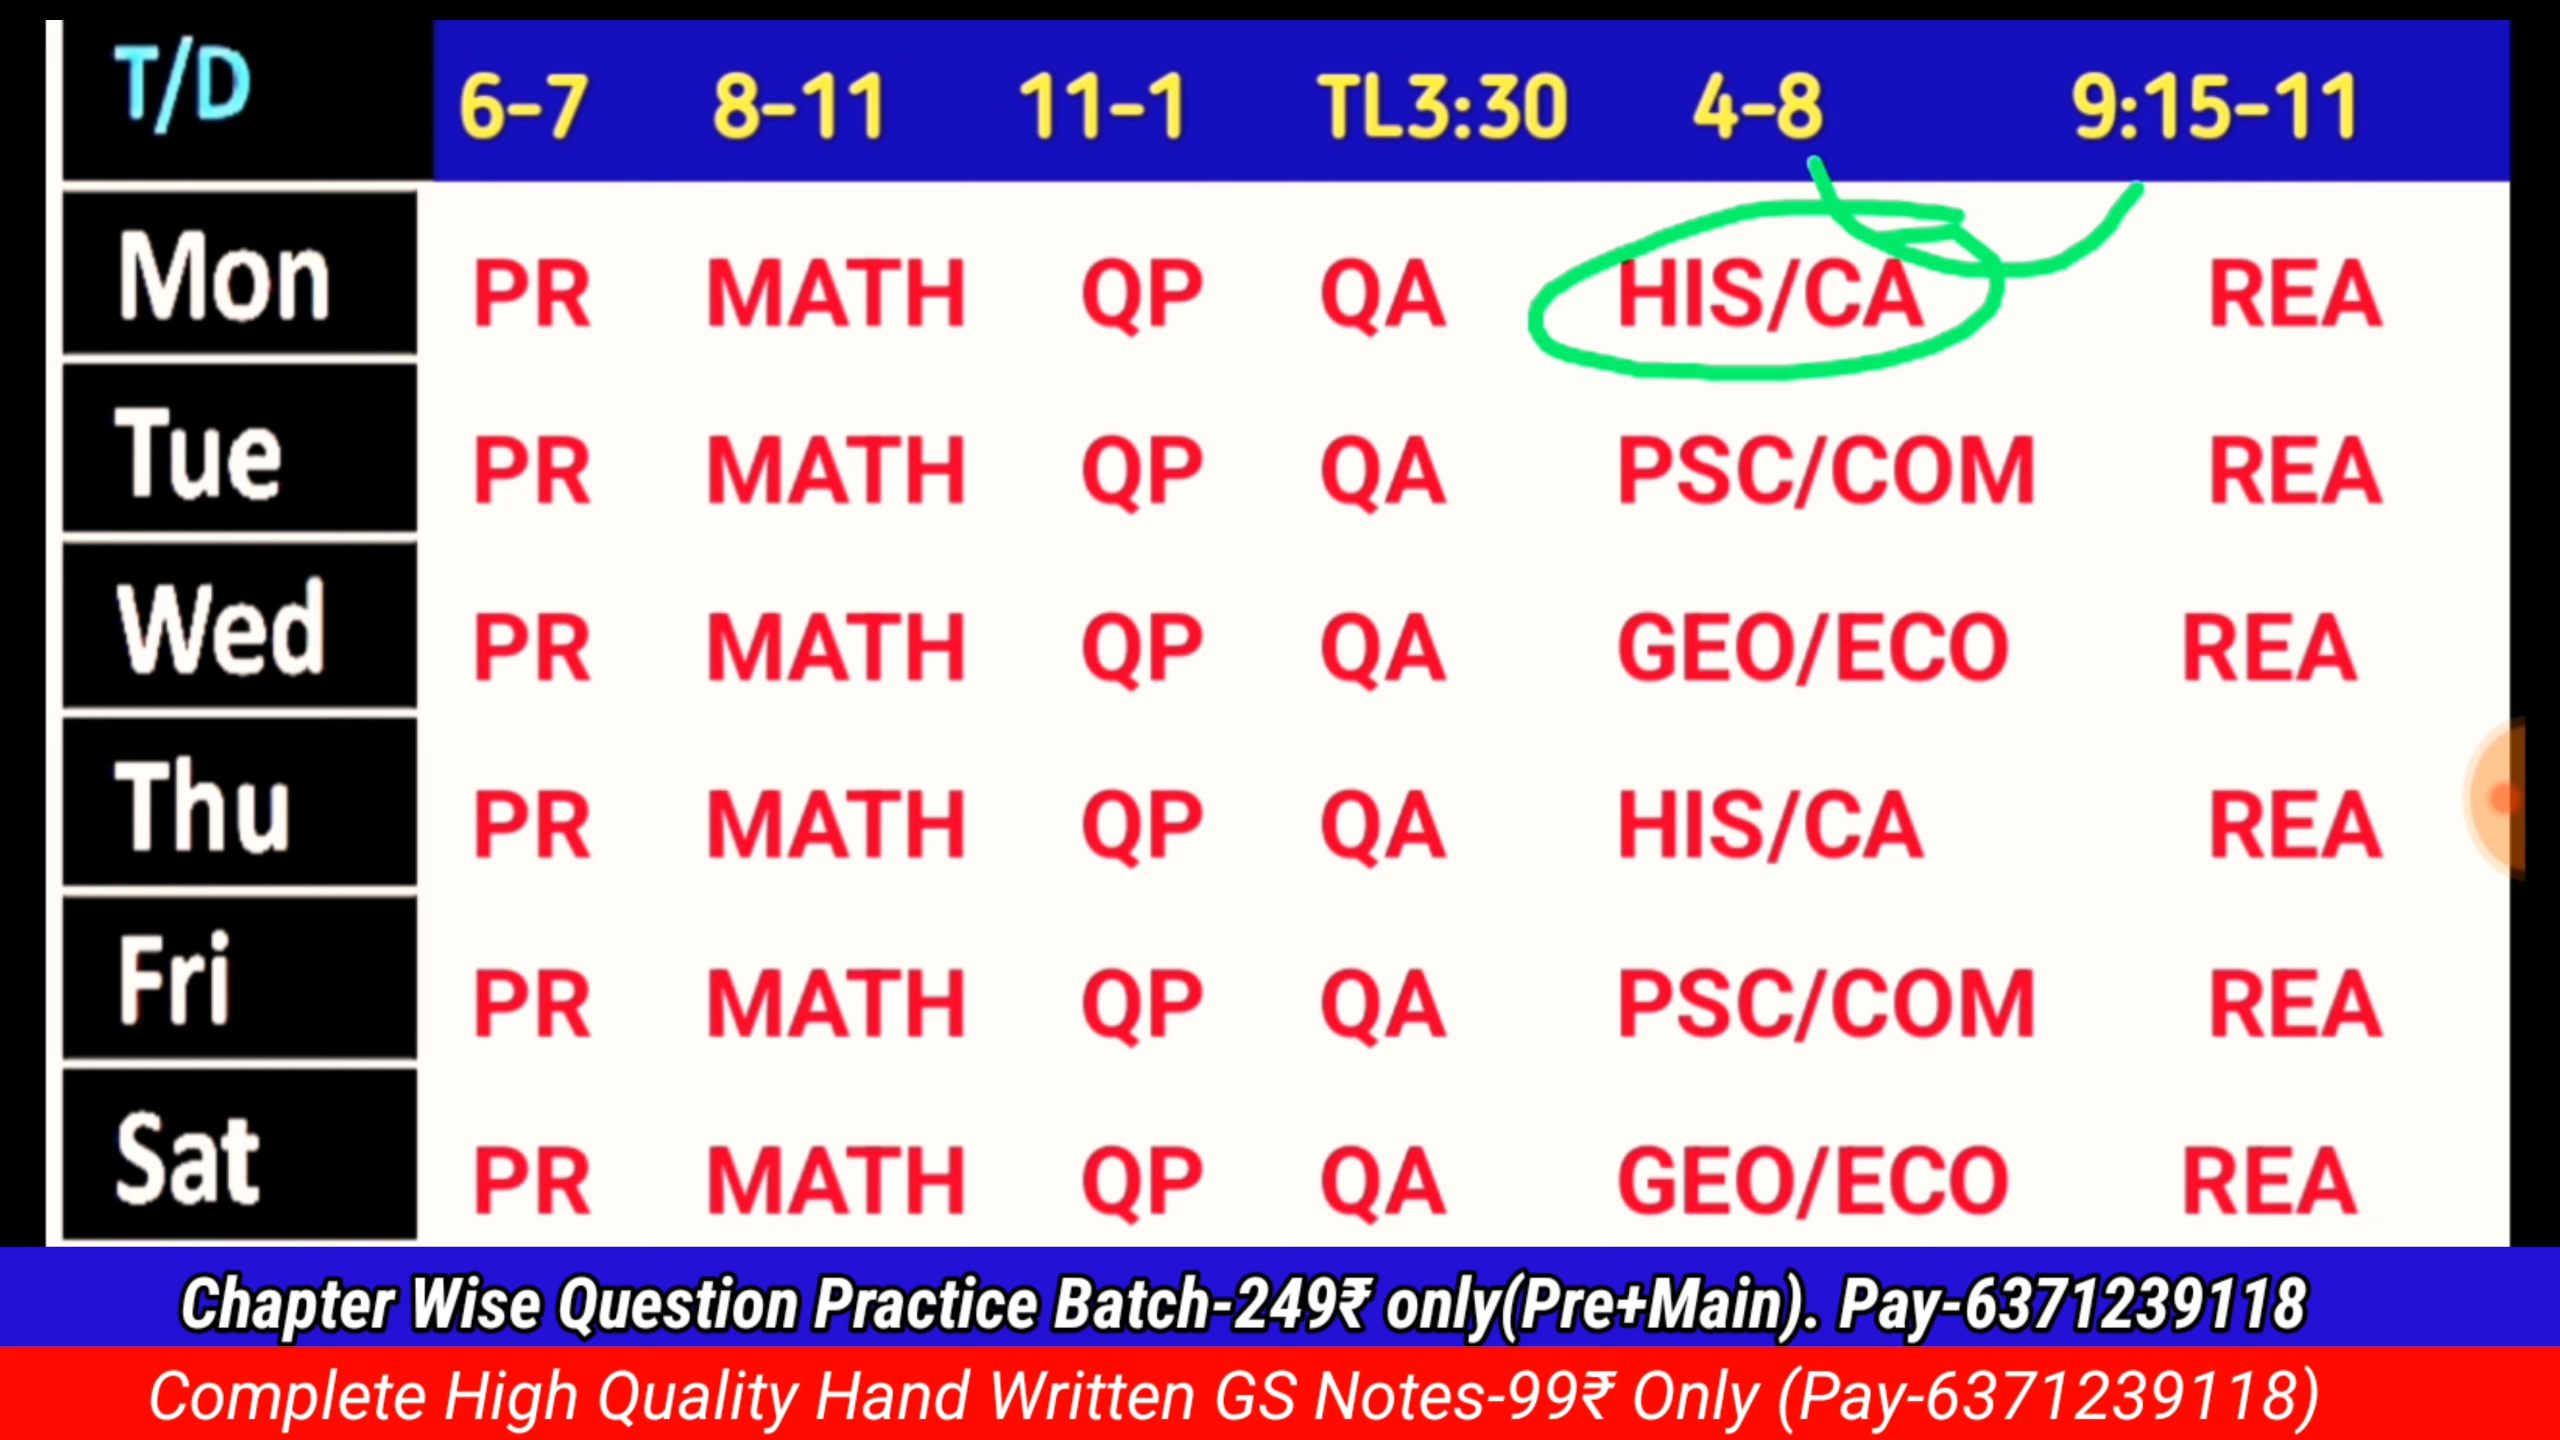 T/D 6-7 8-11 11-1 TL3:30 4-8 9:15-11
Mon PR MATH QP QA HIS/CA REA
Tue PR MATH QP QA PSC/COM REA
Wed PR MATH QP QA GEO/ECO REA
Thu PR MATH QP QA HIS/CA REA
Fri PR MATH QP QA PSC/COM REA
Sat PR MATH QP QA GEO/ECO REA
Chapter Wise Question Practice Batch-249₹ only(Pre+Main). Pay-6371239118
Complete High Quality Hand Written GS Notes-99₹ Only (Pay-6371239118)